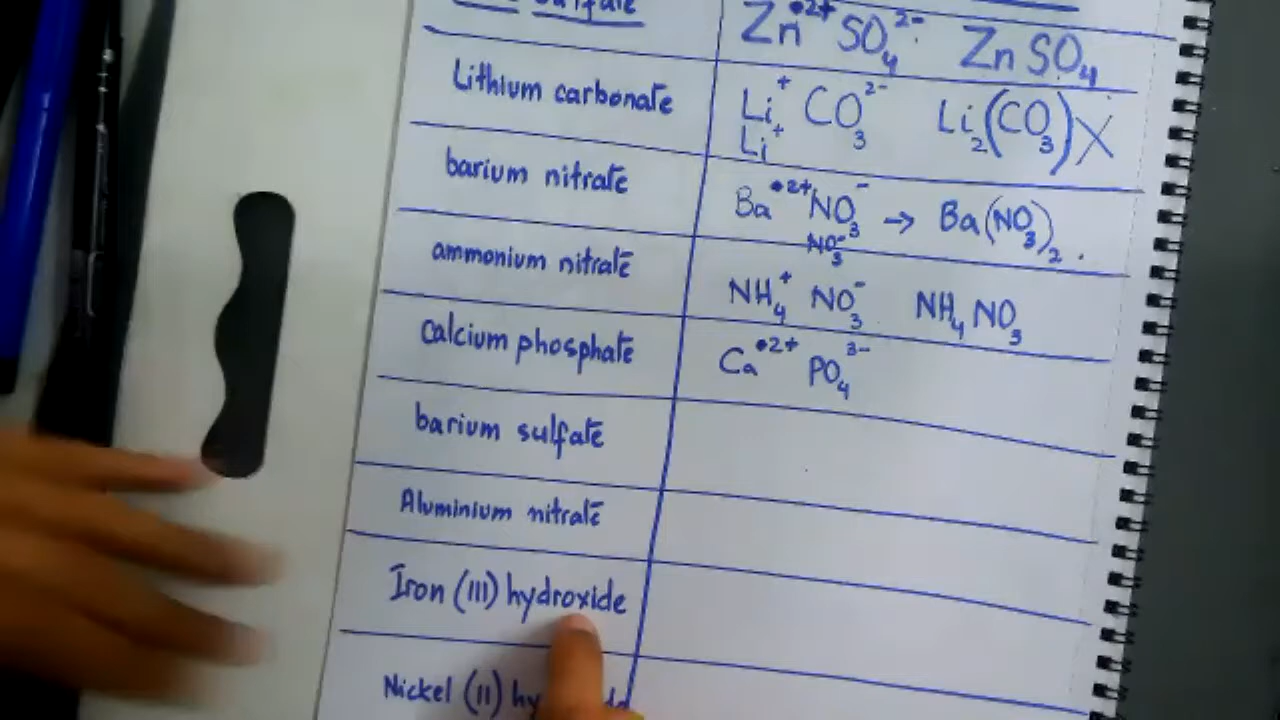 sulfate Zn²⁺ SO₄²⁻ ZnSO₄
Lithium carbonate Li⁺ CO₃²⁻ Li₂(CO₃) X
Li⁺
barium nitrate Ba²⁺ NO₃⁻ → Ba(NO₃)₂.
NO₃⁻
ammonium nitrate NH₄⁺ NO₃⁻ NH₄NO₃
Calcium phosphate Ca²⁺ PO₄³⁻
barium sulfate
Aluminium nitrate
Iron (III) hydroxide
Nickel (II)